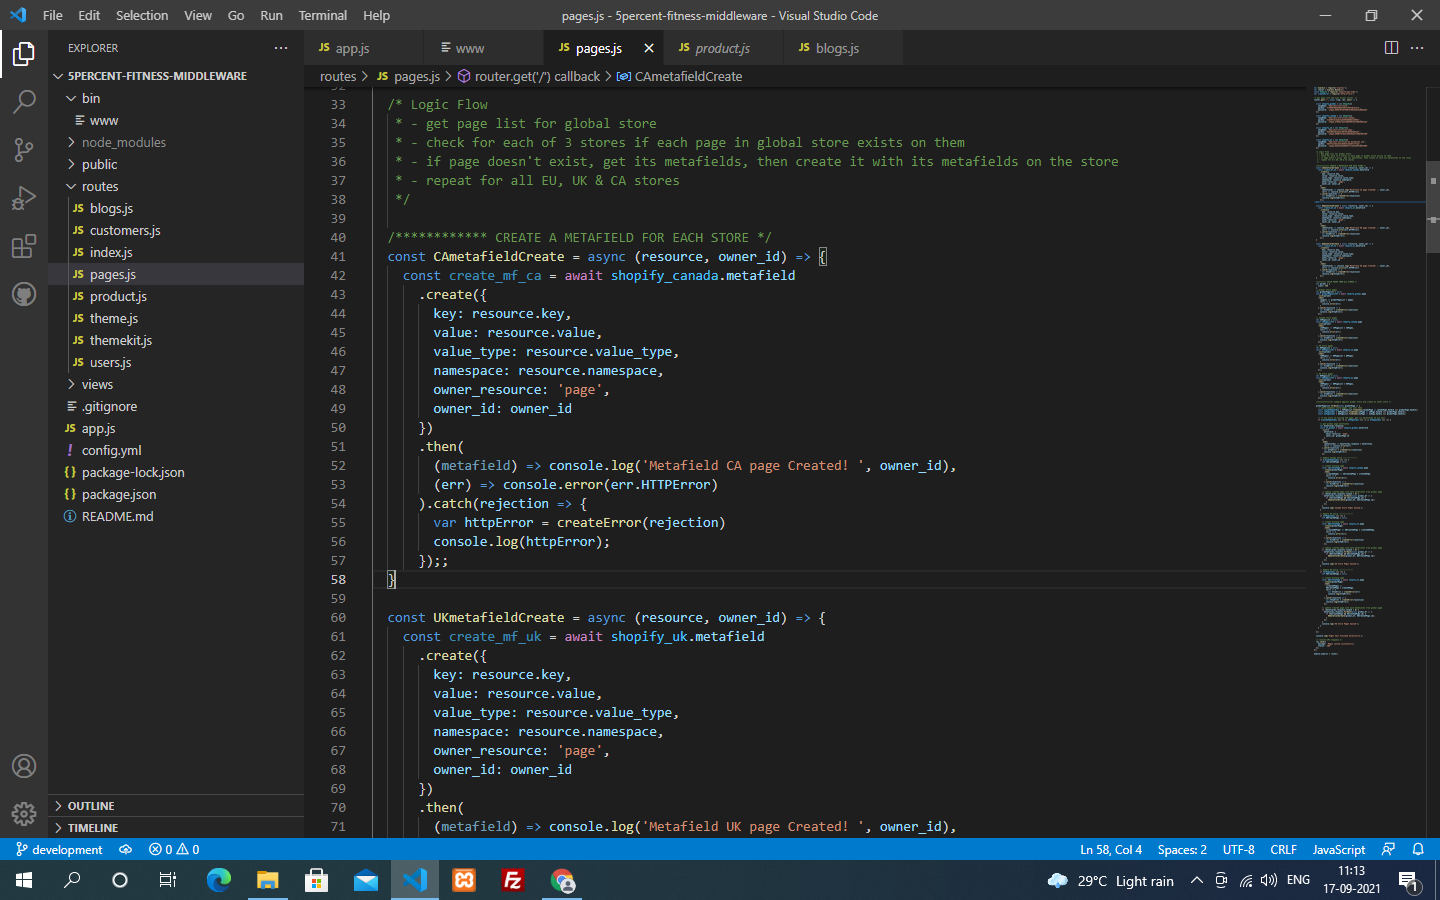 File Edit Selection View Go Run Terminal Help
pages.js - 5percent-fitness-middleware - Visual Studio Code
EXPLORER
5PERCENT-FITNESS-MIDDLEWARE
bin
www
node_modules
public
routes
JS blogs.js
JS customers.js
JS index.js
JS pages.js
JS product.js
JS theme.js
JS themekit.js
JS users.js
views
.gitignore
JS app.js
! config.yml
{} package-lock.json
{} package.json
README.md
OUTLINE
TIMELINE
JS app.js
www
JS pages.js
JS product.js
JS blogs.js
routes > JS pages.js > router.get('/') callback > CAmetafieldCreate
33 /* Logic Flow
34 * - get page list for global store
35 * - check for each of 3 stores if each page in global store exists on them
36 * - if page doesn't exist, get its metafields, then create it with its metafields on the store
37 * - repeat for all EU, UK & CA stores
38 */
39
40 /************ CREATE A METAFIELD FOR EACH STORE */
41 const CAmetafieldCreate = async (resource, owner_id) => {
42 const create_mf_ca = await shopify_canada.metafield
43 .create({
44 key: resource.key,
45 value: resource.value,
46 value_type: resource.value_type,
47 namespace: resource.namespace,
48 owner_resource: 'page',
49 owner_id: owner_id
50 })
51 .then(
52 (metafield) => console.log('Metafield CA page Created! ', owner_id),
53 (err) => console.error(err.HTTPError)
54 ).catch(rejection => {
55 var httpError = createError(rejection)
56 console.log(httpError);
57 });;
58 }
59
60 const UKmetafieldCreate = async (resource, owner_id) => {
61 const create_mf_uk = await shopify_uk.metafield
62 .create({
63 key: resource.key,
64 value: resource.value,
65 value_type: resource.value_type,
66 namespace: resource.namespace,
67 owner_resource: 'page',
68 owner_id: owner_id
69 })
70 .then(
71 (metafield) => console.log('Metafield UK page Created! ', owner_id),
development 0 0
Ln 58, Col 4 Spaces: 2 UTF-8 CRLF JavaScript
29°C Light rain
ENG
11:13
17-09-2021
1